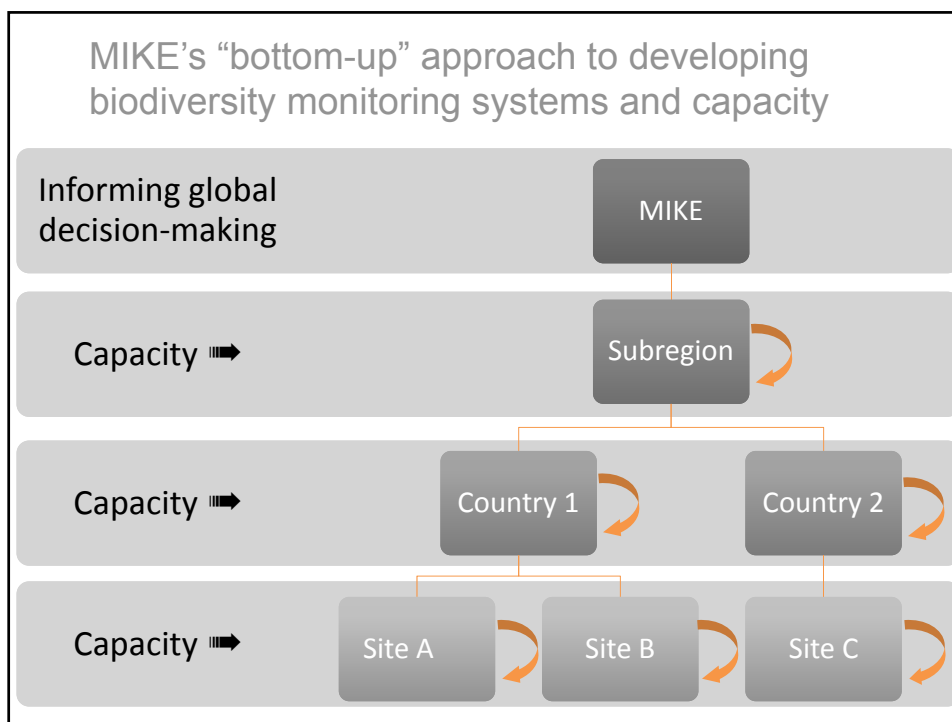 MIKE’s “bottom-up” approach to developing
biodiversity monitoring systems and capacity
Informing global
decision-making
MIKE
Capacity ➠
Subregion
Capacity ➠
Country 1
Country 2
Capacity ➠
Site A
Site B
Site C